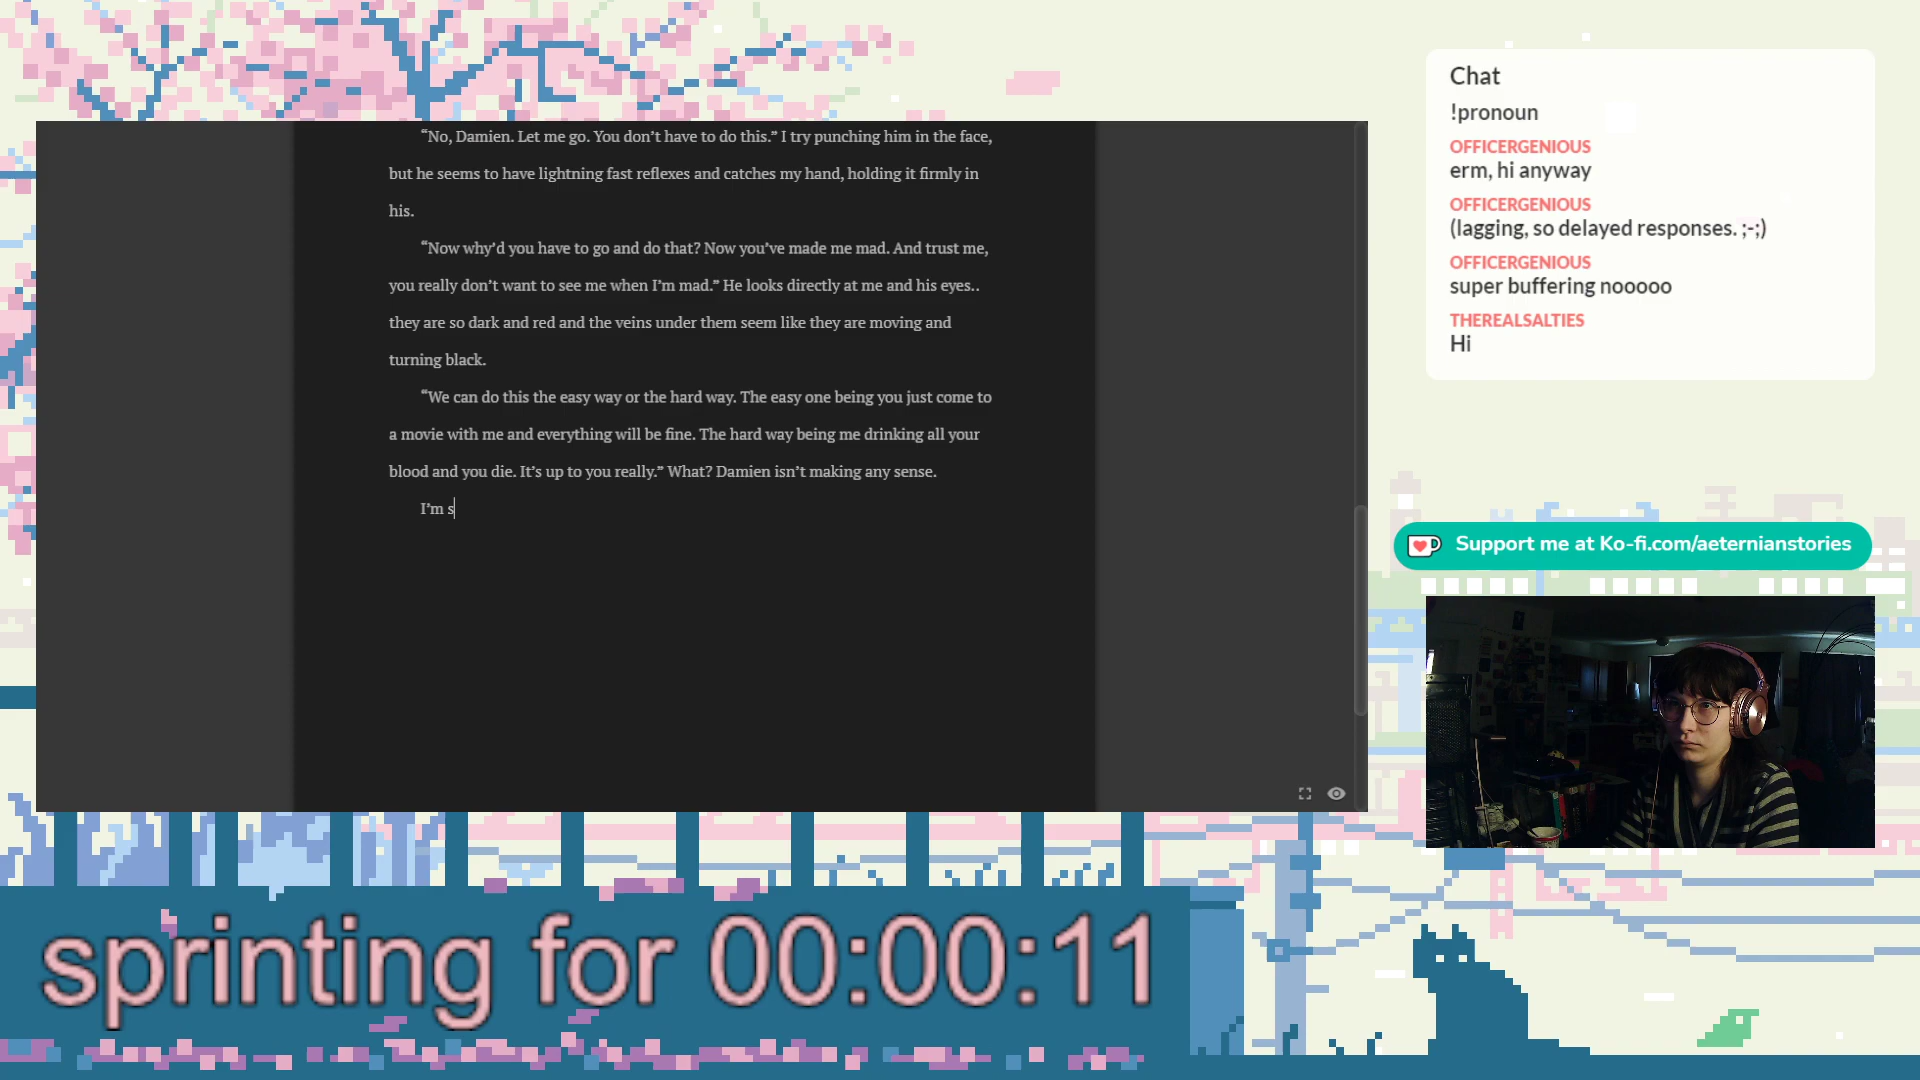 “No, Damien. Let me go. You don’t have to do this.” I try punching him in the face,
but he seems to have lightning fast reflexes and catches my hand, holding it firmly in
his.
“Now why’d you have to go and do that? Now you’ve made me mad. And trust me,
you really don’t want to see me when I’m mad.” He looks directly at me and his eyes..
they are so dark and red and the veins under them seem like they are moving and
turning black.
“We can do this the easy way or the hard way. The easy one being you just come to
a movie with me and everything will be fine. The hard way being me drinking all your
blood and you die. It’s up to you really.” What? Damien isn’t making any sense.
I’m s
Chat
!pronoun
OFFICERGENIOUS
erm, hi anyway
OFFICERGENIOUS
(lagging, so delayed responses. ;-;)
OFFICERGENIOUS
super buffering nooooo
THEREALSALTIES
Hi
Support me at Ko-fi.com/aeternianstories
sprinting for 00:00:11